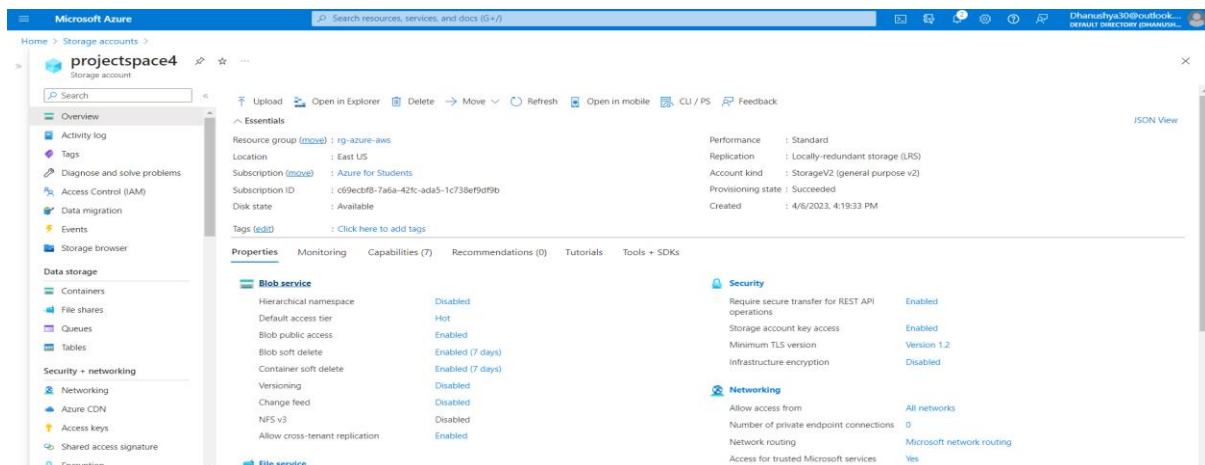 Microsoft Azure
Search resources, services, and docs (G+/)
Dhanushya30@outlook....
DEFAULT DIRECTORY (DHANUSH...
Home > Storage accounts >
projectspace4
Storage account
Search
Upload Open in Explorer Delete Move Refresh Open in mobile CLI / PS Feedback
Overview
Activity log
Tags
Diagnose and solve problems
Access Control (IAM)
Data migration
Events
Storage browser
Data storage
Containers
File shares
Queues
Tables
Security + networking
Networking
Azure CDN
Access keys
Shared access signature
Encryption
Essentials
JSON View
Resource group (move) : rg-azure-aws
Location : East US
Subscription (move) : Azure for Students
Subscription ID : c69ecbf8-7a6a-42fc-ada5-1c738ef9df9b
Disk state : Available
Tags (edit) : Click here to add tags
Performance : Standard
Replication : Locally-redundant storage (LRS)
Account kind : StorageV2 (general purpose v2)
Provisioning state : Succeeded
Created : 4/6/2023, 4:19:33 PM
Properties Monitoring Capabilities (7) Recommendations (0) Tutorials Tools + SDKs
Blob service
Hierarchical namespace Disabled
Default access tier Hot
Blob public access Enabled
Blob soft delete Enabled (7 days)
Container soft delete Enabled (7 days)
Versioning Disabled
Change feed Disabled
NFS v3 Disabled
Allow cross-tenant replication Enabled
File service
Security
Require secure transfer for REST API Enabled
operations
Storage account key access Enabled
Minimum TLS version Version 1.2
Infrastructure encryption Disabled
Networking
Allow access from All networks
Number of private endpoint connections 0
Network routing Microsoft network routing
Access for trusted Microsoft services Yes